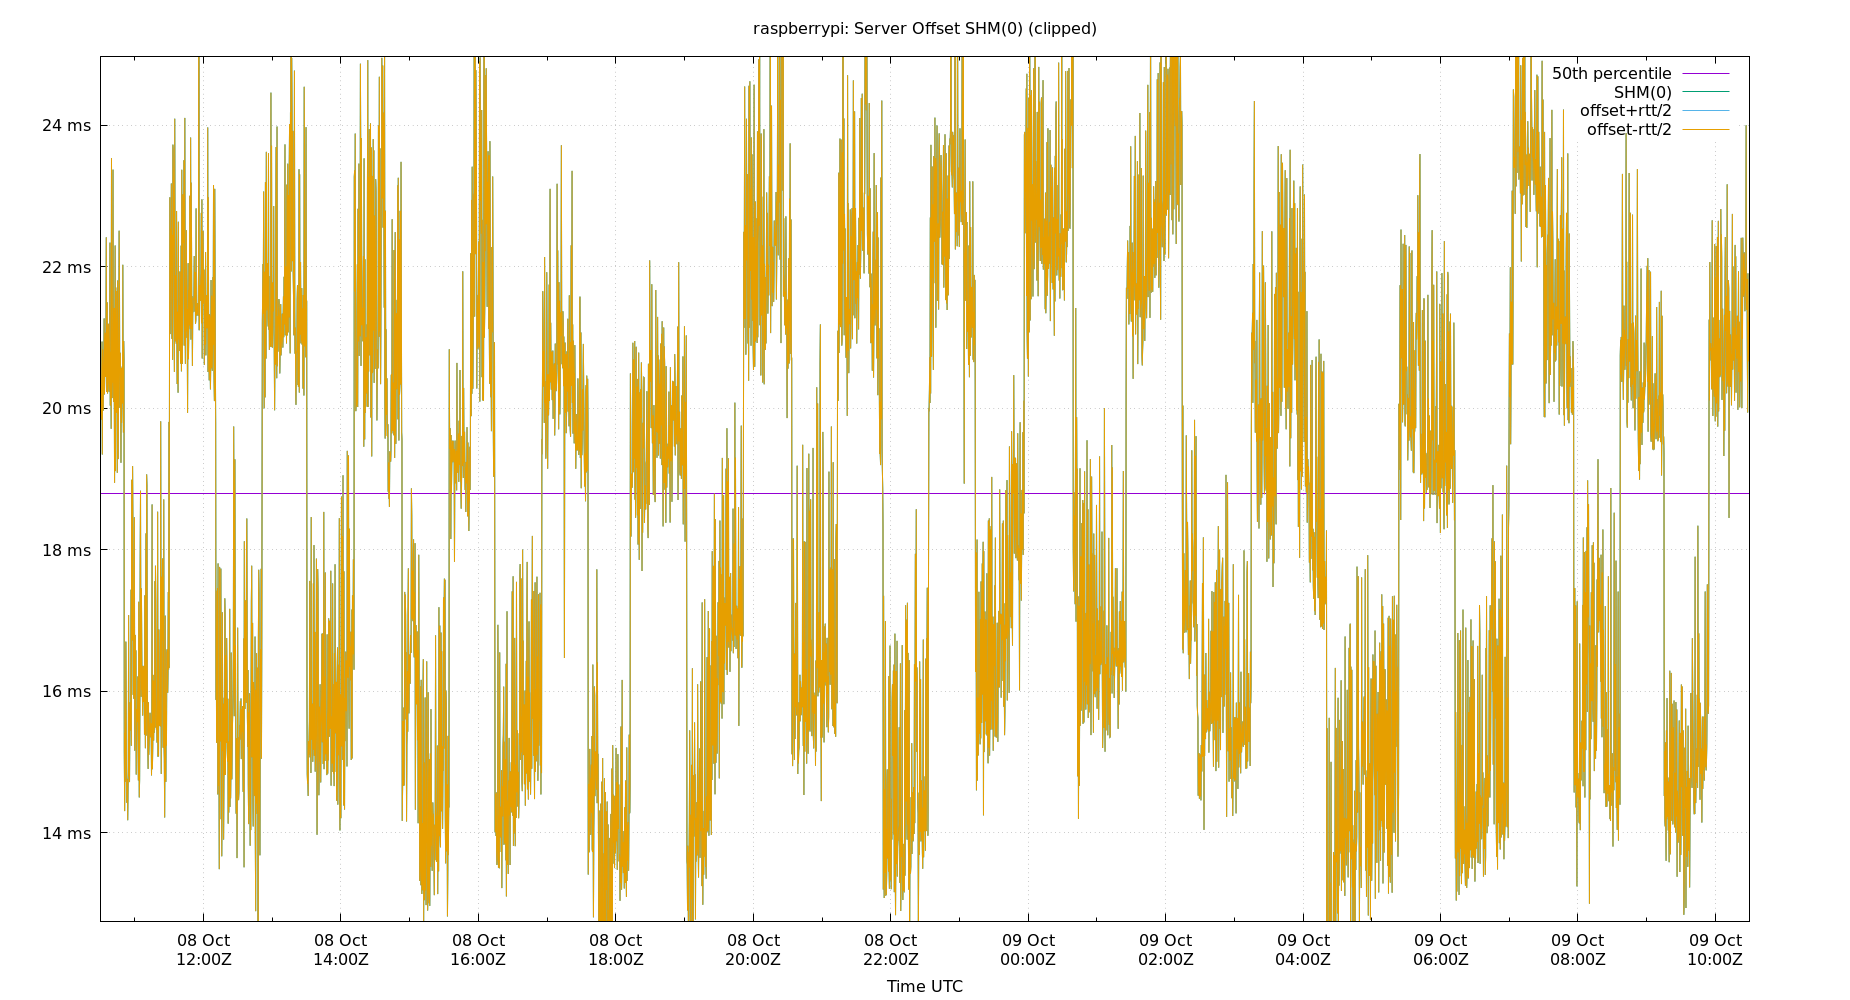 raspberrypi: Server Offset SHM(0) (clipped)
50th percentile
SHM(0)
offset+rtt/2
offset-rtt/2
24 ms
22 ms
20 ms
18 ms
16 ms
14 ms
08 Oct 08 Oct 08 Oct 08 Oct 08 Oct 08 Oct 09 Oct 09 Oct 09 Oct 09 Oct 09 Oct 09 Oct
12:00Z 14:00Z 16:00Z 18:00Z 20:00Z 22:00Z 00:00Z 02:00Z 04:00Z 06:00Z 08:00Z 10:00Z
Time UTC